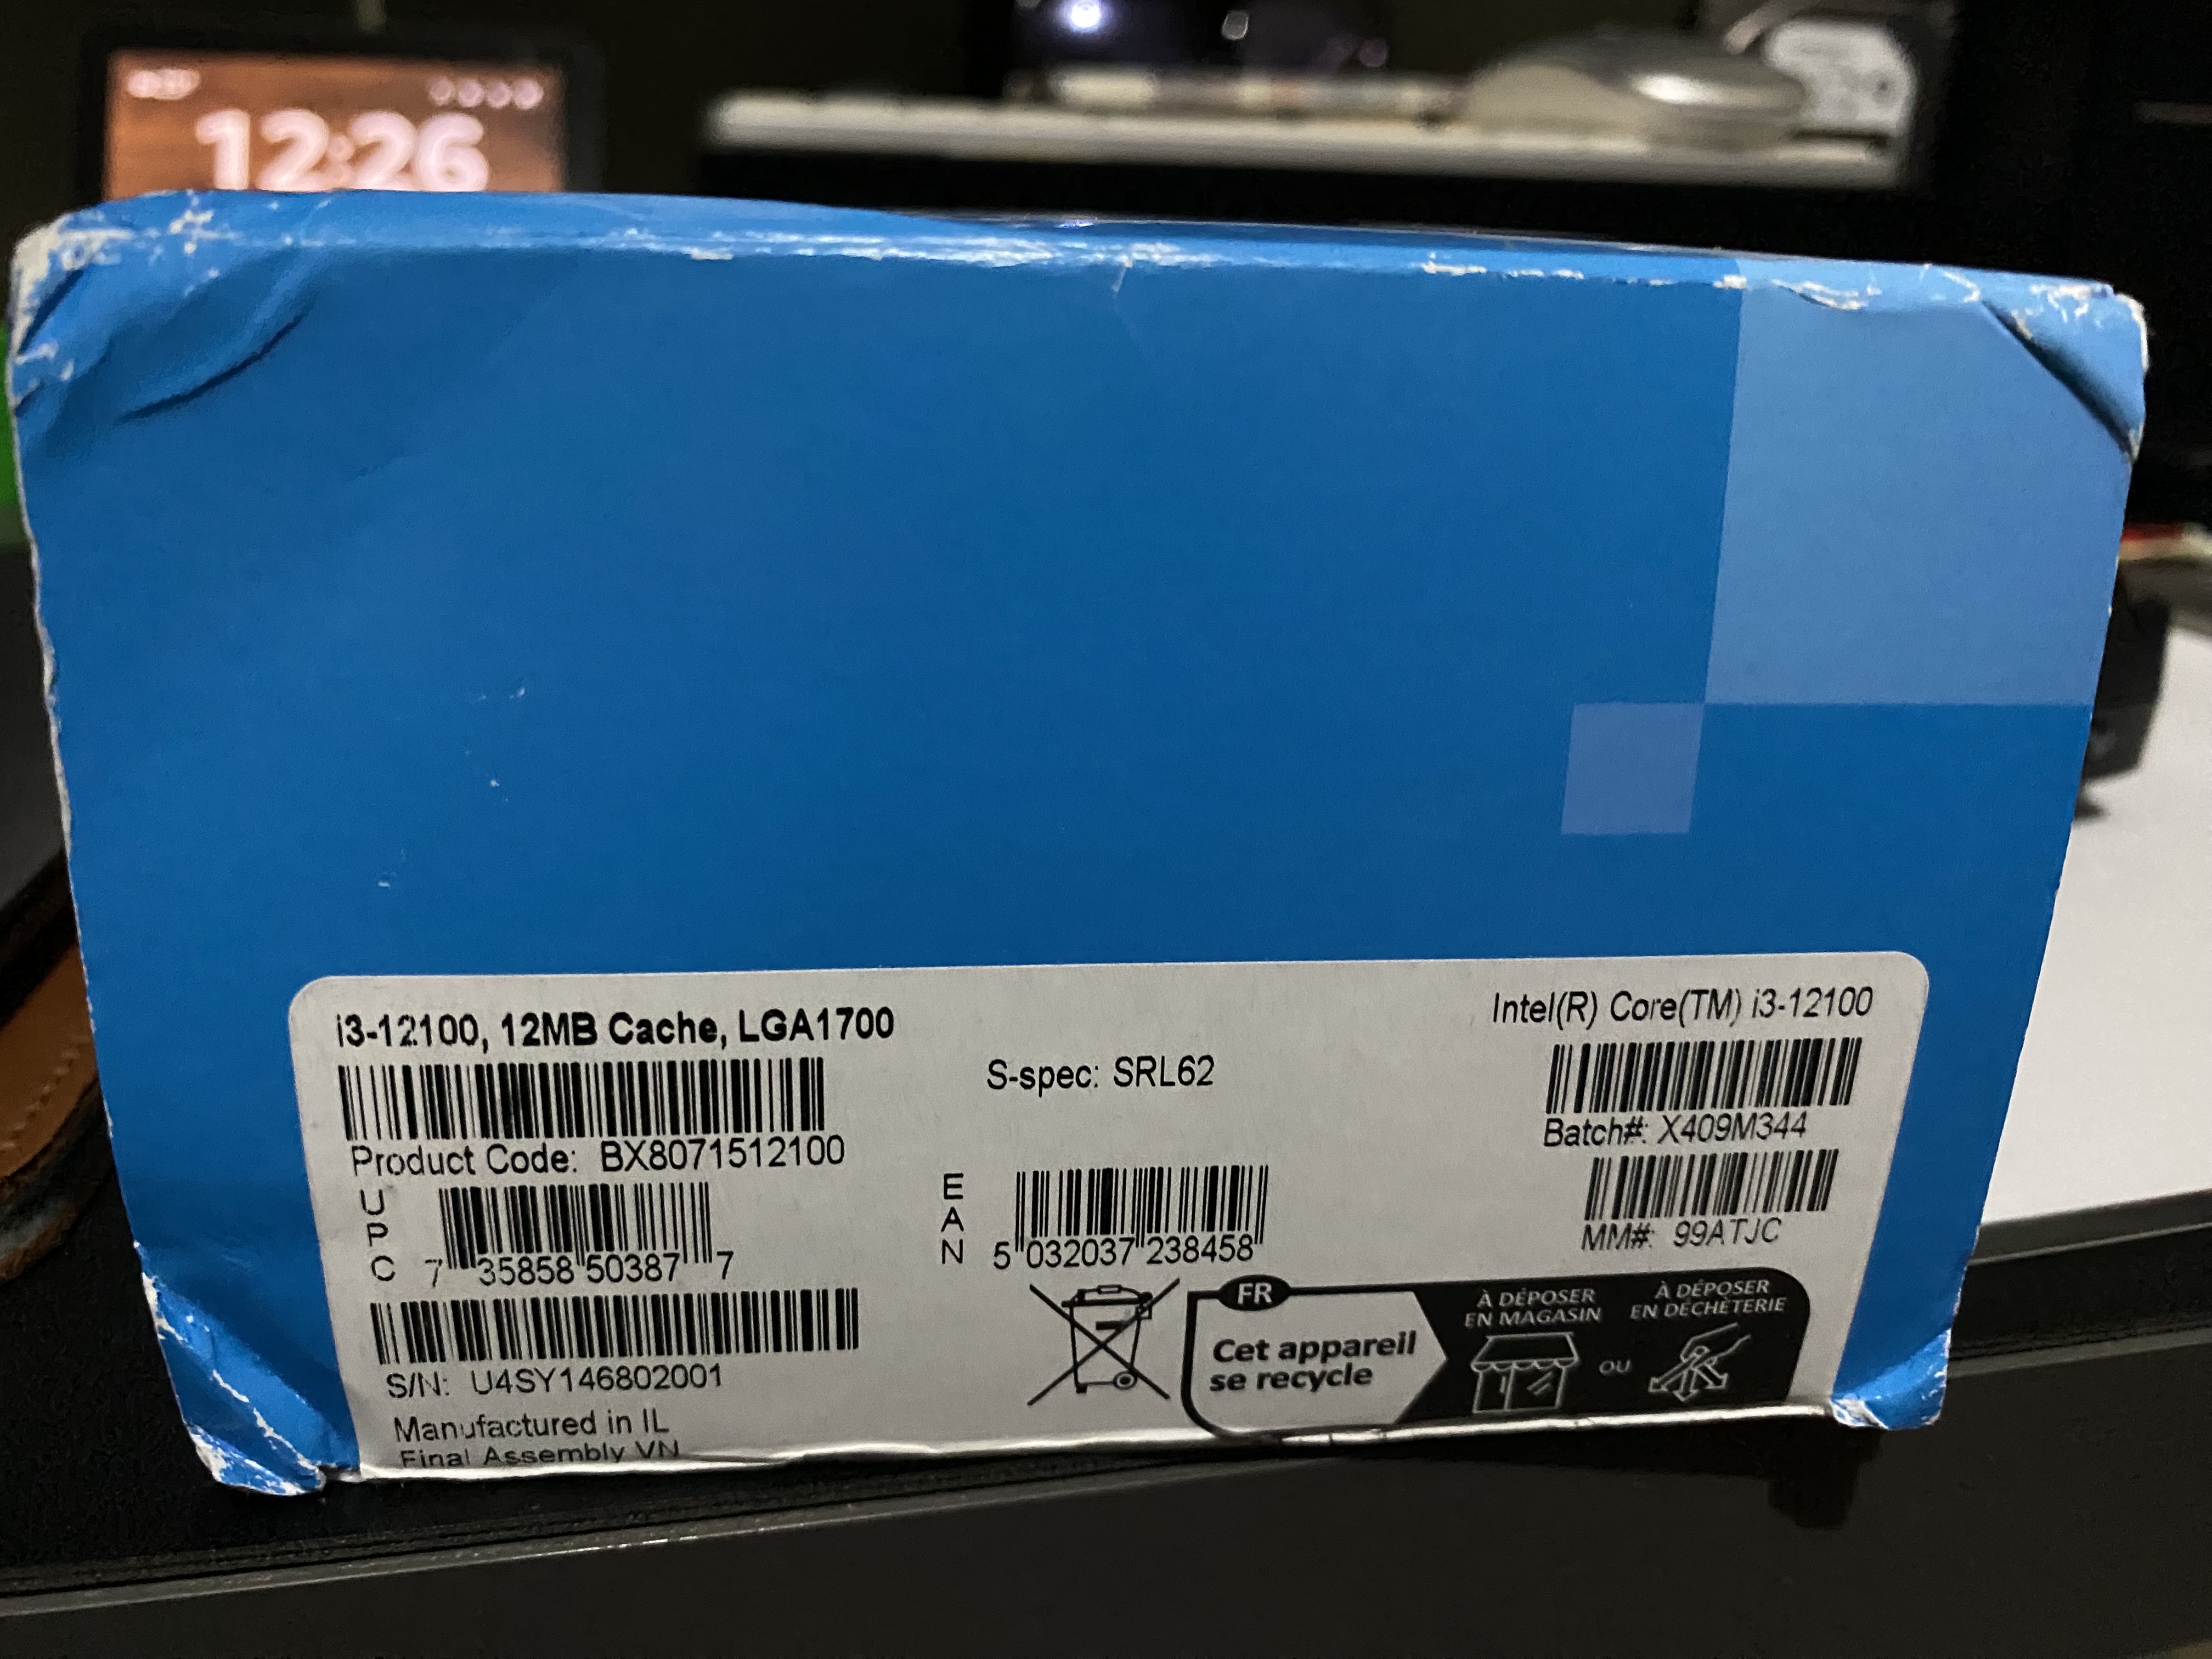 12:26
i3-12100, 12MB Cache, LGA1700
Product Code: BX8071512100
UPC
7 35858 50387 7
S/N: U4SY146802001
Manufactured in IL
Final Assembly VN
S-spec: SRL62
EAN
5 032037 238458
Intel(R) Core(TM) i3-12100
Batch#: X409M344
MM#: 99ATJC
FR
Cet appareil
se recycle
À DÉPOSER
EN MAGASIN
OU
À DÉPOSER
EN DÉCHÈTERIE